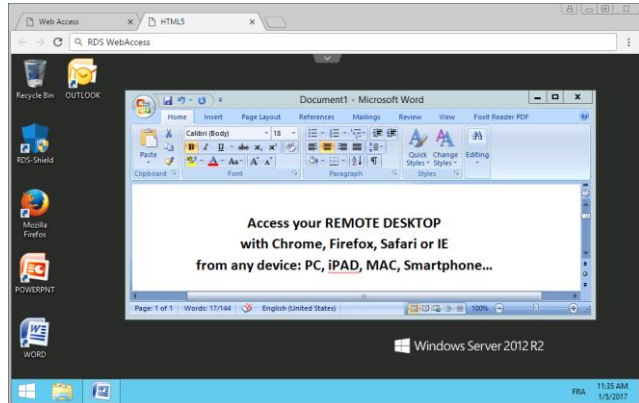 Web Access
HTML5
RDS WebAccess
Recycle Bin
OUTLOOK
RDS-Shield
Mozilla
Firefox
POWERPNT
WORD
Document1 - Microsoft Word
Home Insert Page Layout References Mailings Review View Foxit Reader PDF
Paste
Calibri (Body) 18
B I U abc x, x²
Aa A A
Quick Styles
Change Styles
Editing
Clipboard Font Paragraph Styles
Access your REMOTE DESKTOP
with Chrome, Firefox, Safari or IE
from any device: PC, iPAD, MAC, Smartphone...
Page: 1 of 1 Words: 17/144 English (United States) 100%
Windows Server 2012 R2
FRA
11:35 AM
1/5/2017